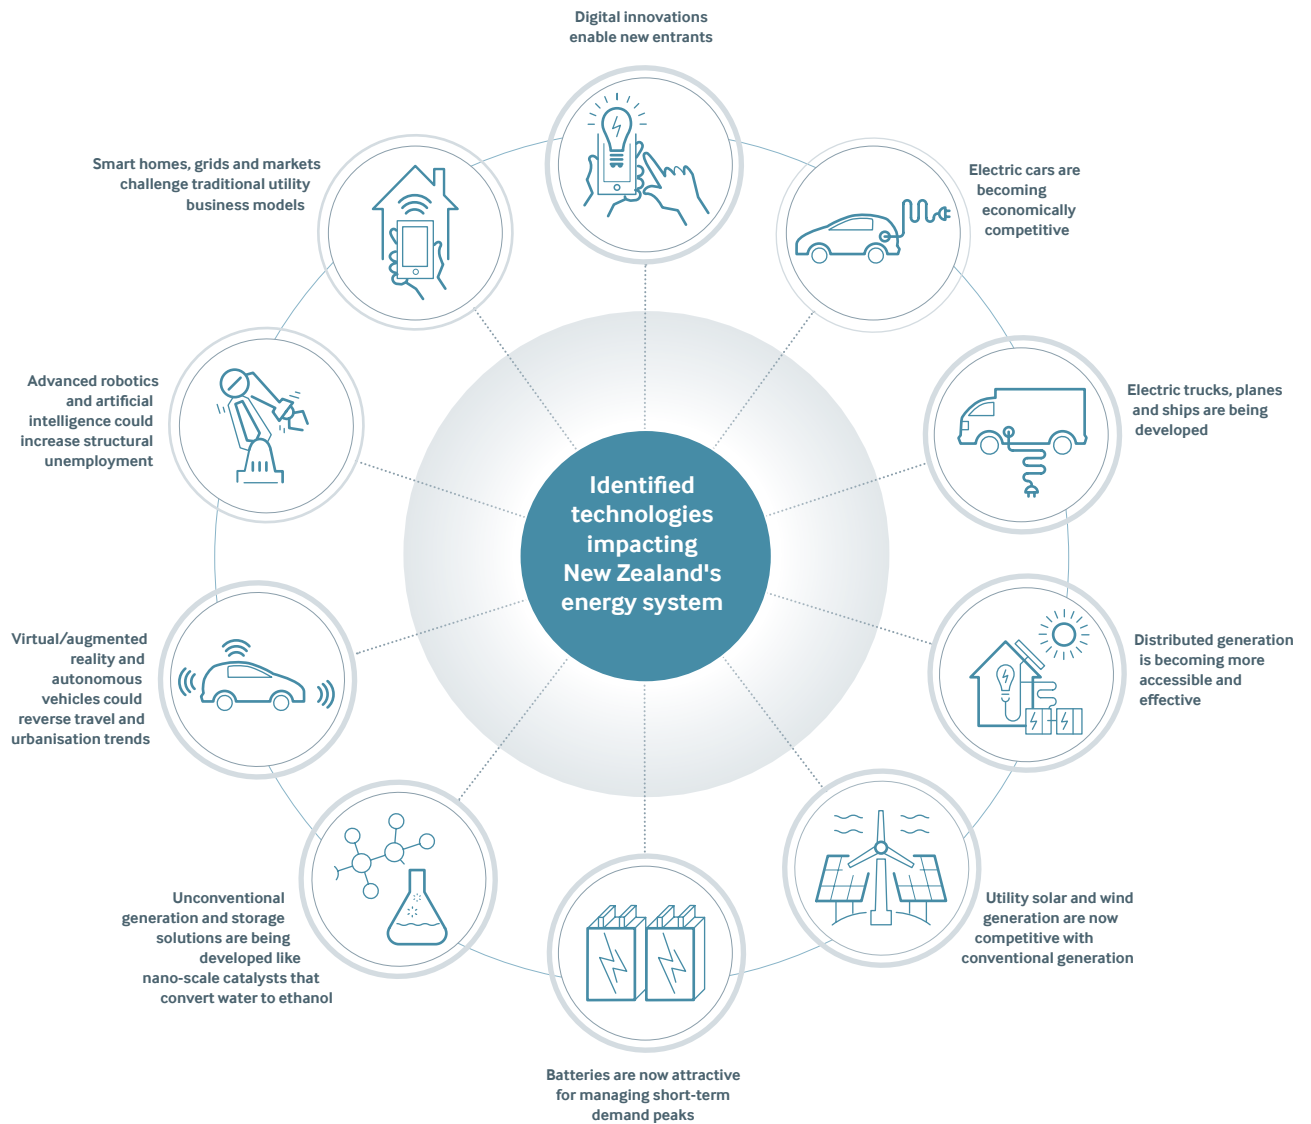 Digital innovations
enable new entrants
Electric cars are
becoming
economically
competitive
Electric trucks, planes
and ships are being
developed
Distributed generation
is becoming more
accessible and
effective
Utility solar and wind
generation are now
competitive with
conventional generation
Batteries are now attractive
for managing short-term
demand peaks
Unconventional
generation and storage
solutions are being
developed like
nano-scale catalysts that
convert water to ethanol
Virtual/augmented
reality and
autonomous
vehicles could
reverse travel and
urbanisation trends
Advanced robotics
and artificial
intelligence could
increase structural
unemployment
Smart homes, grids and markets
challenge traditional utility
business models
Identified
technologies
impacting
New Zealand's
energy system